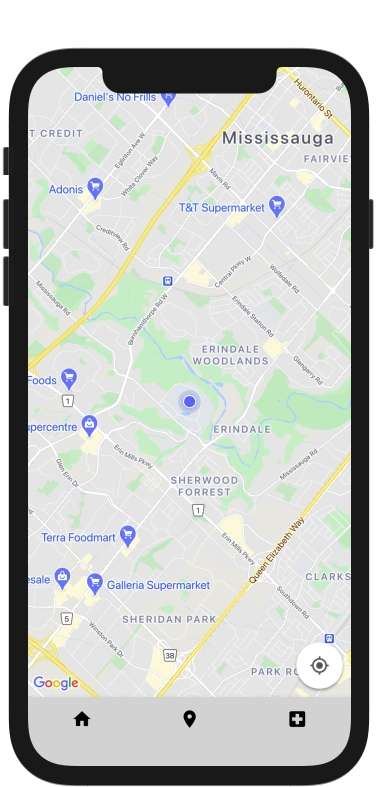 Daniel's No Frills
Hurontario St
T CREDIT
Mississauga
Eglinton Ave W
FAIRVIE
White Clover Way
Mavis Rd
Adonis
T&T Supermarket
Creditview Rd
Central Pkwy W
Wolfedale Rd
Mississauga Rd
Burnhamthorpe Rd W
Erindale Station Rd
ERINDALE
WOODLANDS
Glengarry Rd
Foods
1
upercentre
ERINDALE
Erin Mills Pkwy
Glen Erin Dr
Mississauga Rd
SHERWOOD
FORREST
1
Terra Foodmart
Erin Mills Pkwy
Queen Elizabeth Way
esale
Galleria Supermarket
CLARKS
Southdown Rd
5
SHERIDAN PARK
Winston Park Dr
38
PARK RO
Google